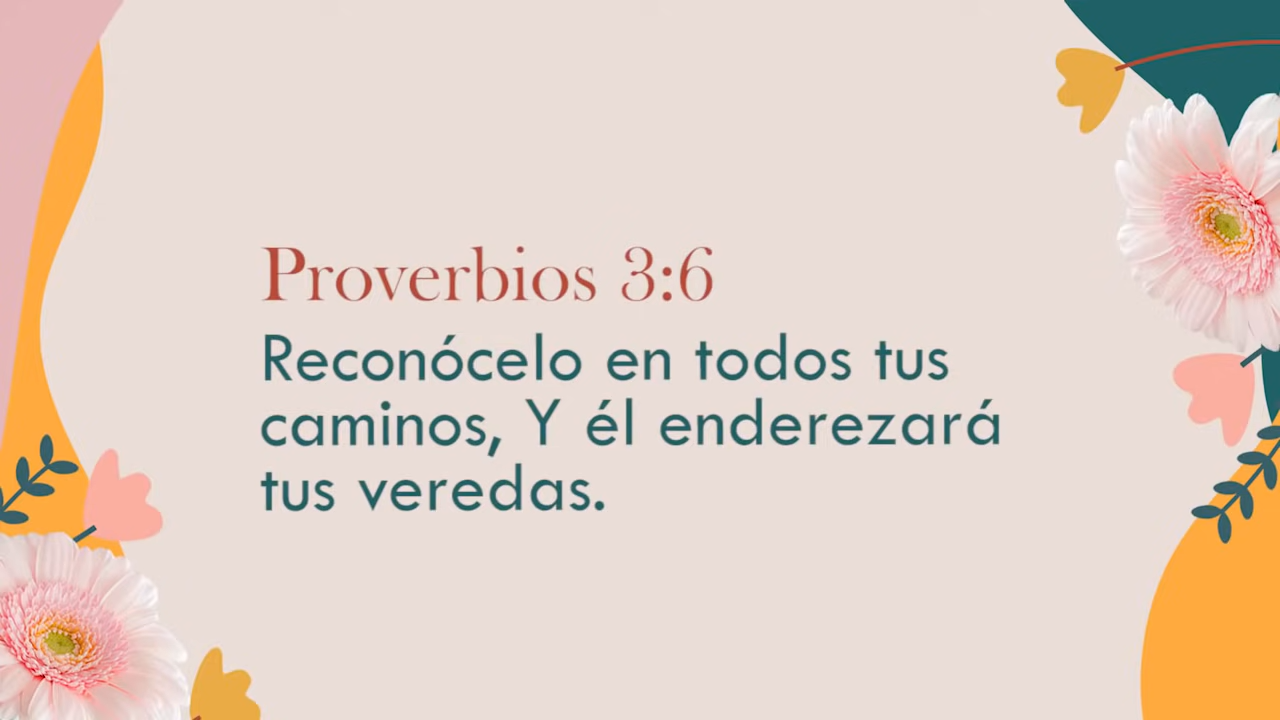 Proverbios 3:6
Reconócelo en todos tus
caminos, Y él enderezará
tus veredas.